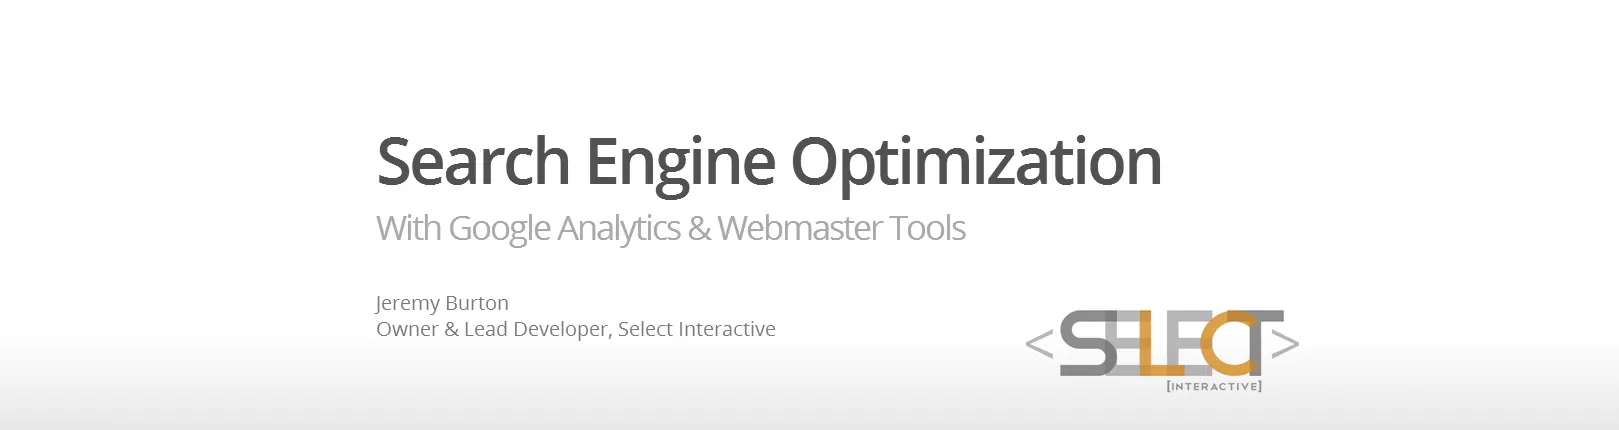 Search Engine Optimization
With Google Analytics & Webmaster Tools
Jeremy Burton
Owner & Lead Developer, Select Interactive
<SELECT>
[INTERACTIVE]